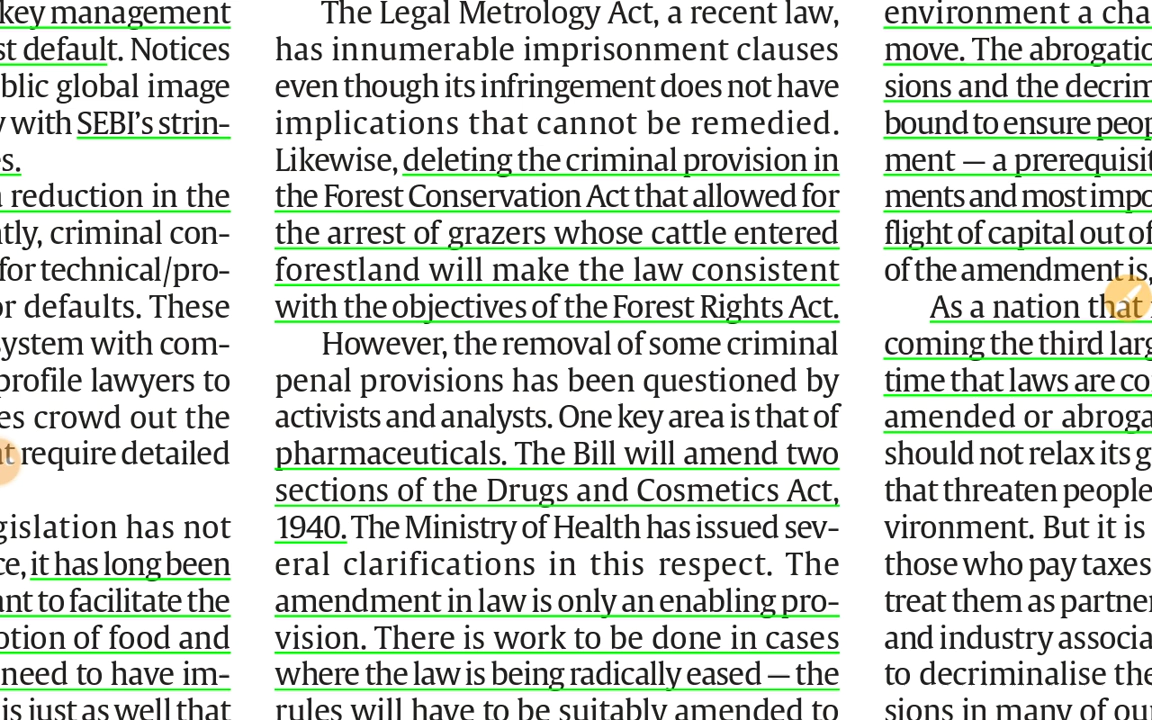 key management
st default. Notices
blic global image
y with SEBI's strin-
es.
a reduction in the
tly, criminal con-
for technical/pro-
or defaults. These
system with com-
profile lawyers to
es crowd out the
at require detailed
gislation has not
ce, it has long been
ant to facilitate the
otion of food and
need to have im-
is just as well that
The Legal Metrology Act, a recent law,
has innumerable imprisonment clauses
even though its infringement does not have
implications that cannot be remedied.
Likewise, deleting the criminal provision in
the Forest Conservation Act that allowed for
the arrest of grazers whose cattle entered
forestland will make the law consistent
with the objectives of the Forest Rights Act.
However, the removal of some criminal
penal provisions has been questioned by
activists and analysts. One key area is that of
pharmaceuticals. The Bill will amend two
sections of the Drugs and Cosmetics Act,
1940. The Ministry of Health has issued sev-
eral clarifications in this respect. The
amendment in law is only an enabling pro-
vision. There is work to be done in cases
where the law is being radically eased — the
rules will have to be suitably amended to
environment a cha
move. The abrogatio
sions and the decrim
bound to ensure peop
ment — a prerequisit
ments and most impo
flight of capital out of
of the amendment is,
As a nation that
coming the third larg
time that laws are co
amended or abroga
should not relax its g
that threaten people
vironment. But it is
those who pay taxes
treat them as partner
and industry associa
to decriminalise the
sions in many of our